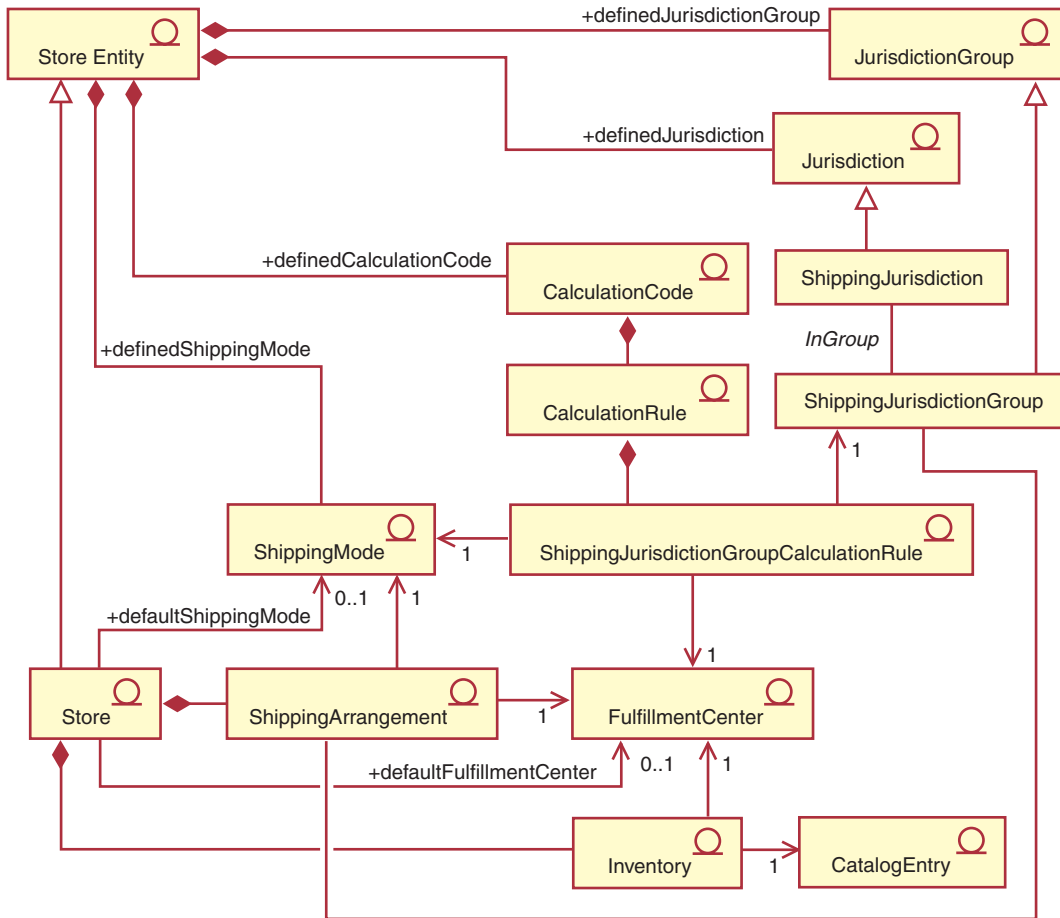 +definedJurisdictionGroup
Store Entity
JurisdictionGroup
+definedJurisdiction
Jurisdiction
+definedCalculationCode
ShippingJurisdiction
CalculationCode
InGroup
+definedShippingMode
CalculationRule
ShippingJurisdictionGroup
1
ShippingMode
1
ShippingJurisdictionGroupCalculationRule
0..1
1
+defaultShippingMode
1
Store
ShippingArrangement
1
FulfillmentCenter
+defaultFulfillmentCenter
0..1
1
Inventory
1
CatalogEntry